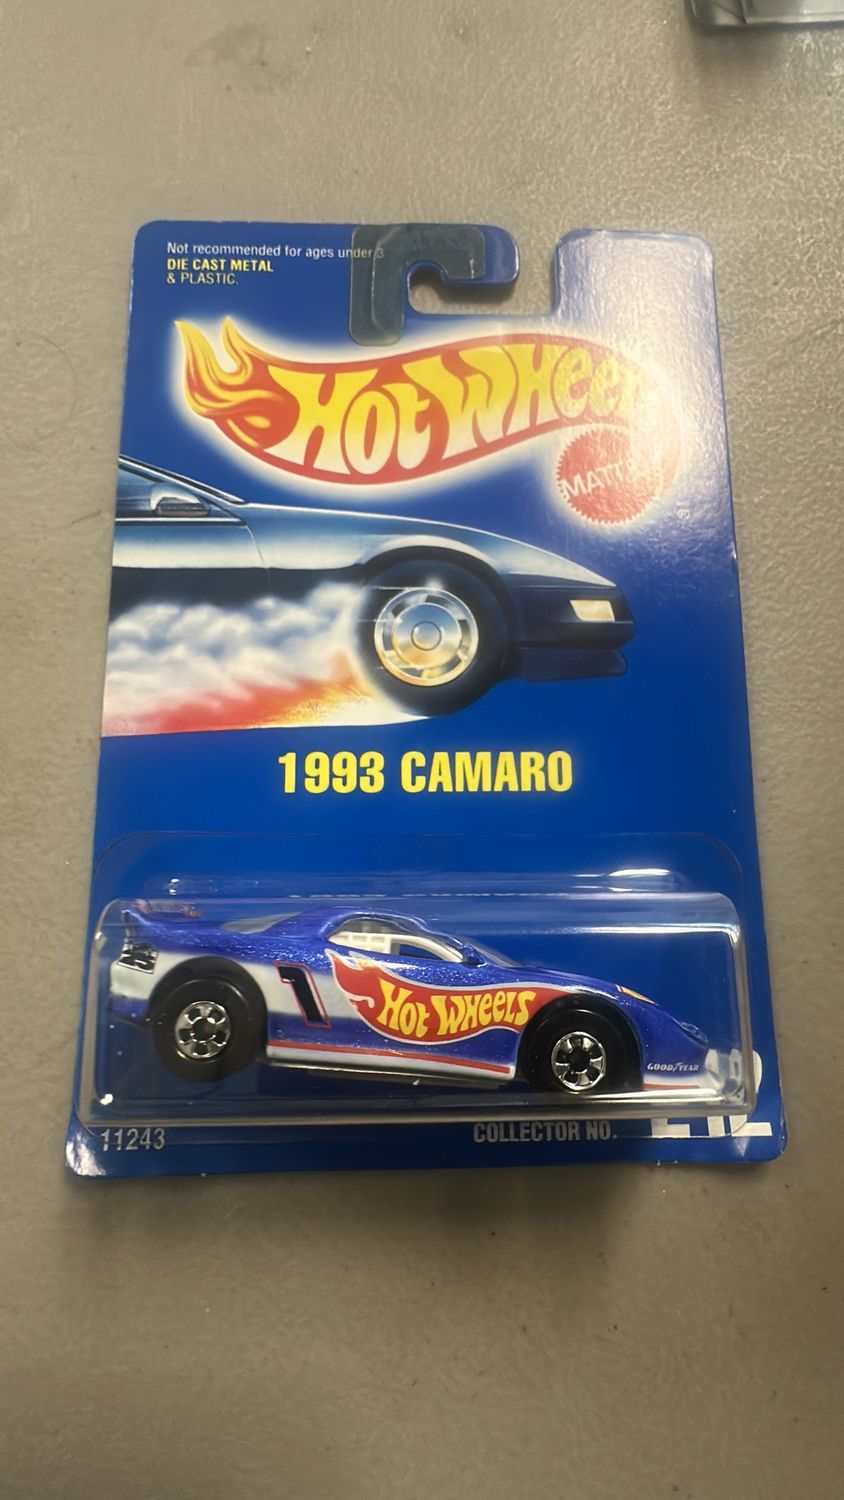 Not recommended for ages under 3
DIE CAST METAL
& PLASTIC.
HOT WHEELS
MATTEL
®
1993 CAMARO
1
HOT WHEELS
GOODYEAR
11243
COLLECTOR NO.